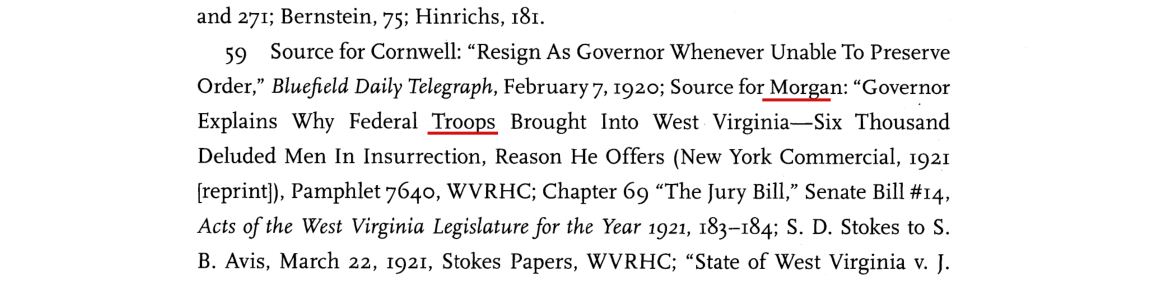 and 271; Bernstein, 75; Hinrichs, 181.
59 Source for Cornwell: “Resign As Governor Whenever Unable To Preserve
Order,” Bluefield Daily Telegraph, February 7, 1920; Source for Morgan: “Governor
Explains Why Federal Troops Brought Into West Virginia—Six Thousand
Deluded Men In Insurrection, Reason He Offers (New York Commercial, 1921
[reprint]), Pamphlet 7640, WVRHC; Chapter 69 “The Jury Bill,” Senate Bill #14,
Acts of the West Virginia Legislature for the Year 1921, 183–184; S. D. Stokes to S.
B. Avis, March 22, 1921, Stokes Papers, WVRHC; “State of West Virginia v. J.